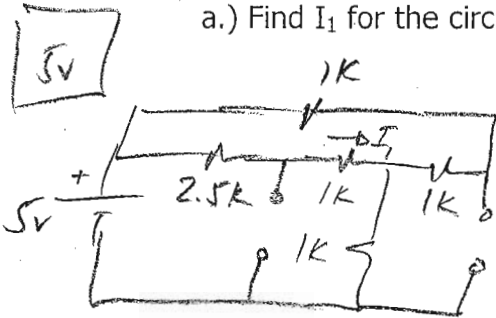 a.) Find I₁ for the circ
5v
1K
I₁
+
2.5K
1K
1K
5v
1K